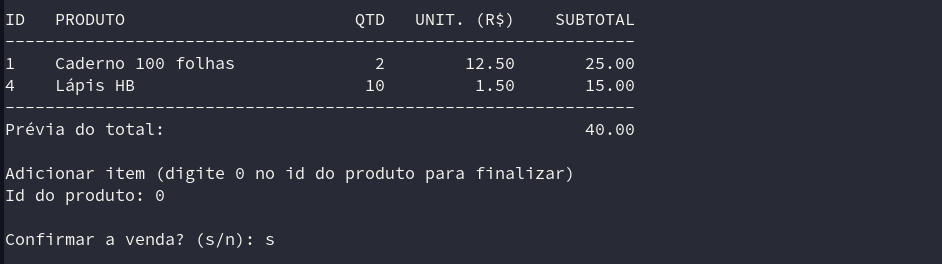 ID   PRODUTO                       QTD   UNIT. (R$)    SUBTOTAL
---------------------------------------------------------------
1    Caderno 100 folhas              2        12.50       25.00
4    Lápis HB                       10         1.50       15.00
---------------------------------------------------------------
Prévia do total:                                          40.00
Adicionar item (digite 0 no id do produto para finalizar)
Id do produto: 0
Confirmar a venda? (s/n): s